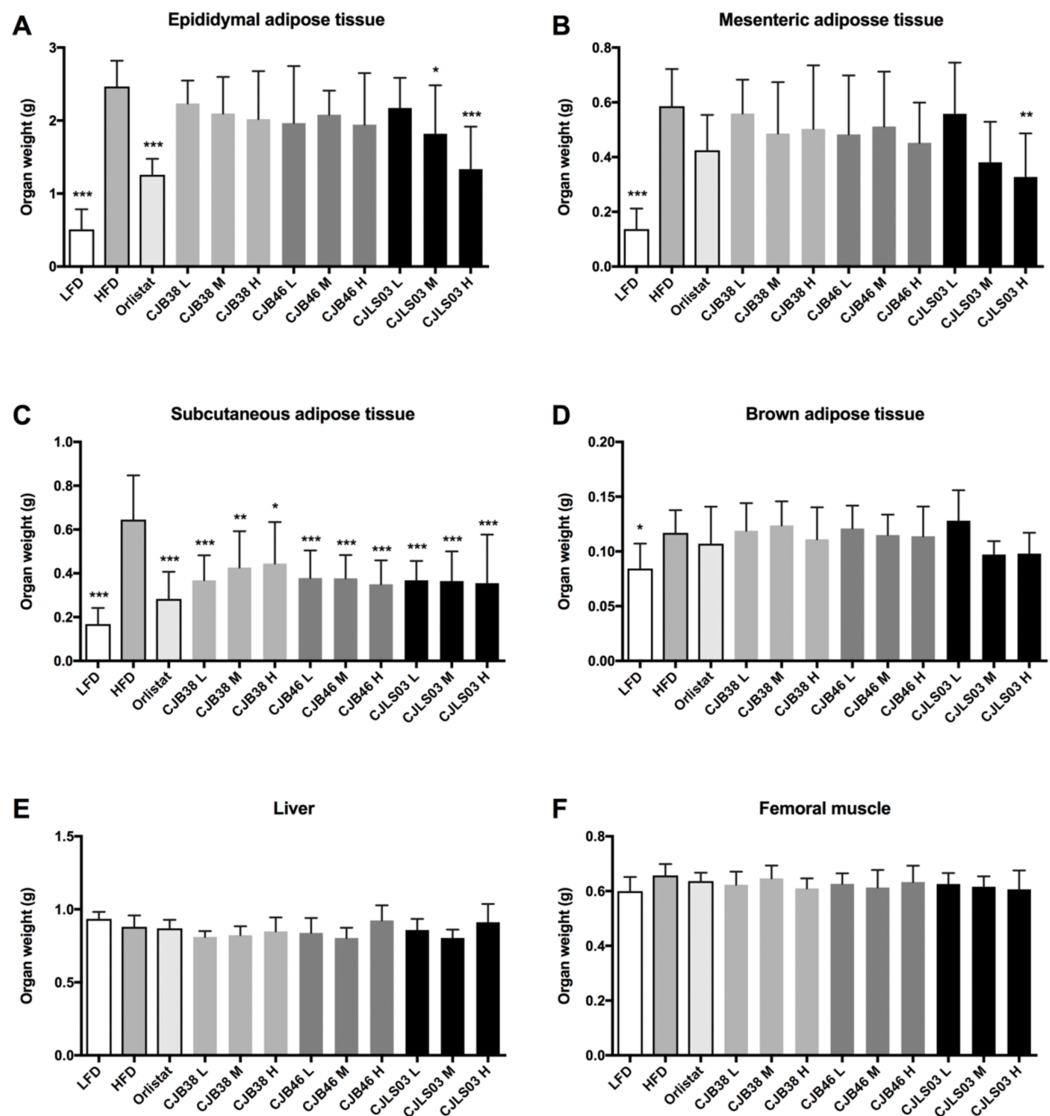 A
Epididymal adipose tissue
Organ weight (g)
3
2
1
0
***
***
*
***
LFD
HFD
Orlistat
CJB38 L
CJB38 M
CJB38 H
CJB46 L
CJB46 M
CJB46 H
CJLS03 L
CJLS03 M
CJLS03 H
B
Mesenteric adiposse tissue
Organ weight (g)
0.8
0.6
0.4
0.2
0.0
***
**
LFD
HFD
Orlistat
CJB38 L
CJB38 M
CJB38 H
CJB46 L
CJB46 M
CJB46 H
CJLS03 L
CJLS03 M
CJLS03 H
C
Subcutaneous adipose tissue
Organ weight (g)
1.0
0.8
0.6
0.4
0.2
0.0
***
***
***
**
*
***
***
***
***
***
***
LFD
HFD
Orlistat
CJB38 L
CJB38 M
CJB38 H
CJB46 L
CJB46 M
CJB46 H
CJLS03 L
CJLS03 M
CJLS03 H
D
Brown adipose tissue
Organ weight (g)
0.20
0.15
0.10
0.05
0.00
*
LFD
HFD
Orlistat
CJB38 L
CJB38 M
CJB38 H
CJB46 L
CJB46 M
CJB46 H
CJLS03 L
CJLS03 M
CJLS03 H
E
Liver
Organ weight (g)
1.5
1.0
0.5
0.0
LFD
HFD
Orlistat
CJB38 L
CJB38 M
CJB38 H
CJB46 L
CJB46 M
CJB46 H
CJLS03 L
CJLS03 M
CJLS03 H
F
Femoral muscle
Organ weight (g)
0.8
0.6
0.4
0.2
0.0
LFD
HFD
Orlistat
CJB38 L
CJB38 M
CJB38 H
CJB46 L
CJB46 M
CJB46 H
CJLS03 L
CJLS03 M
CJLS03 H